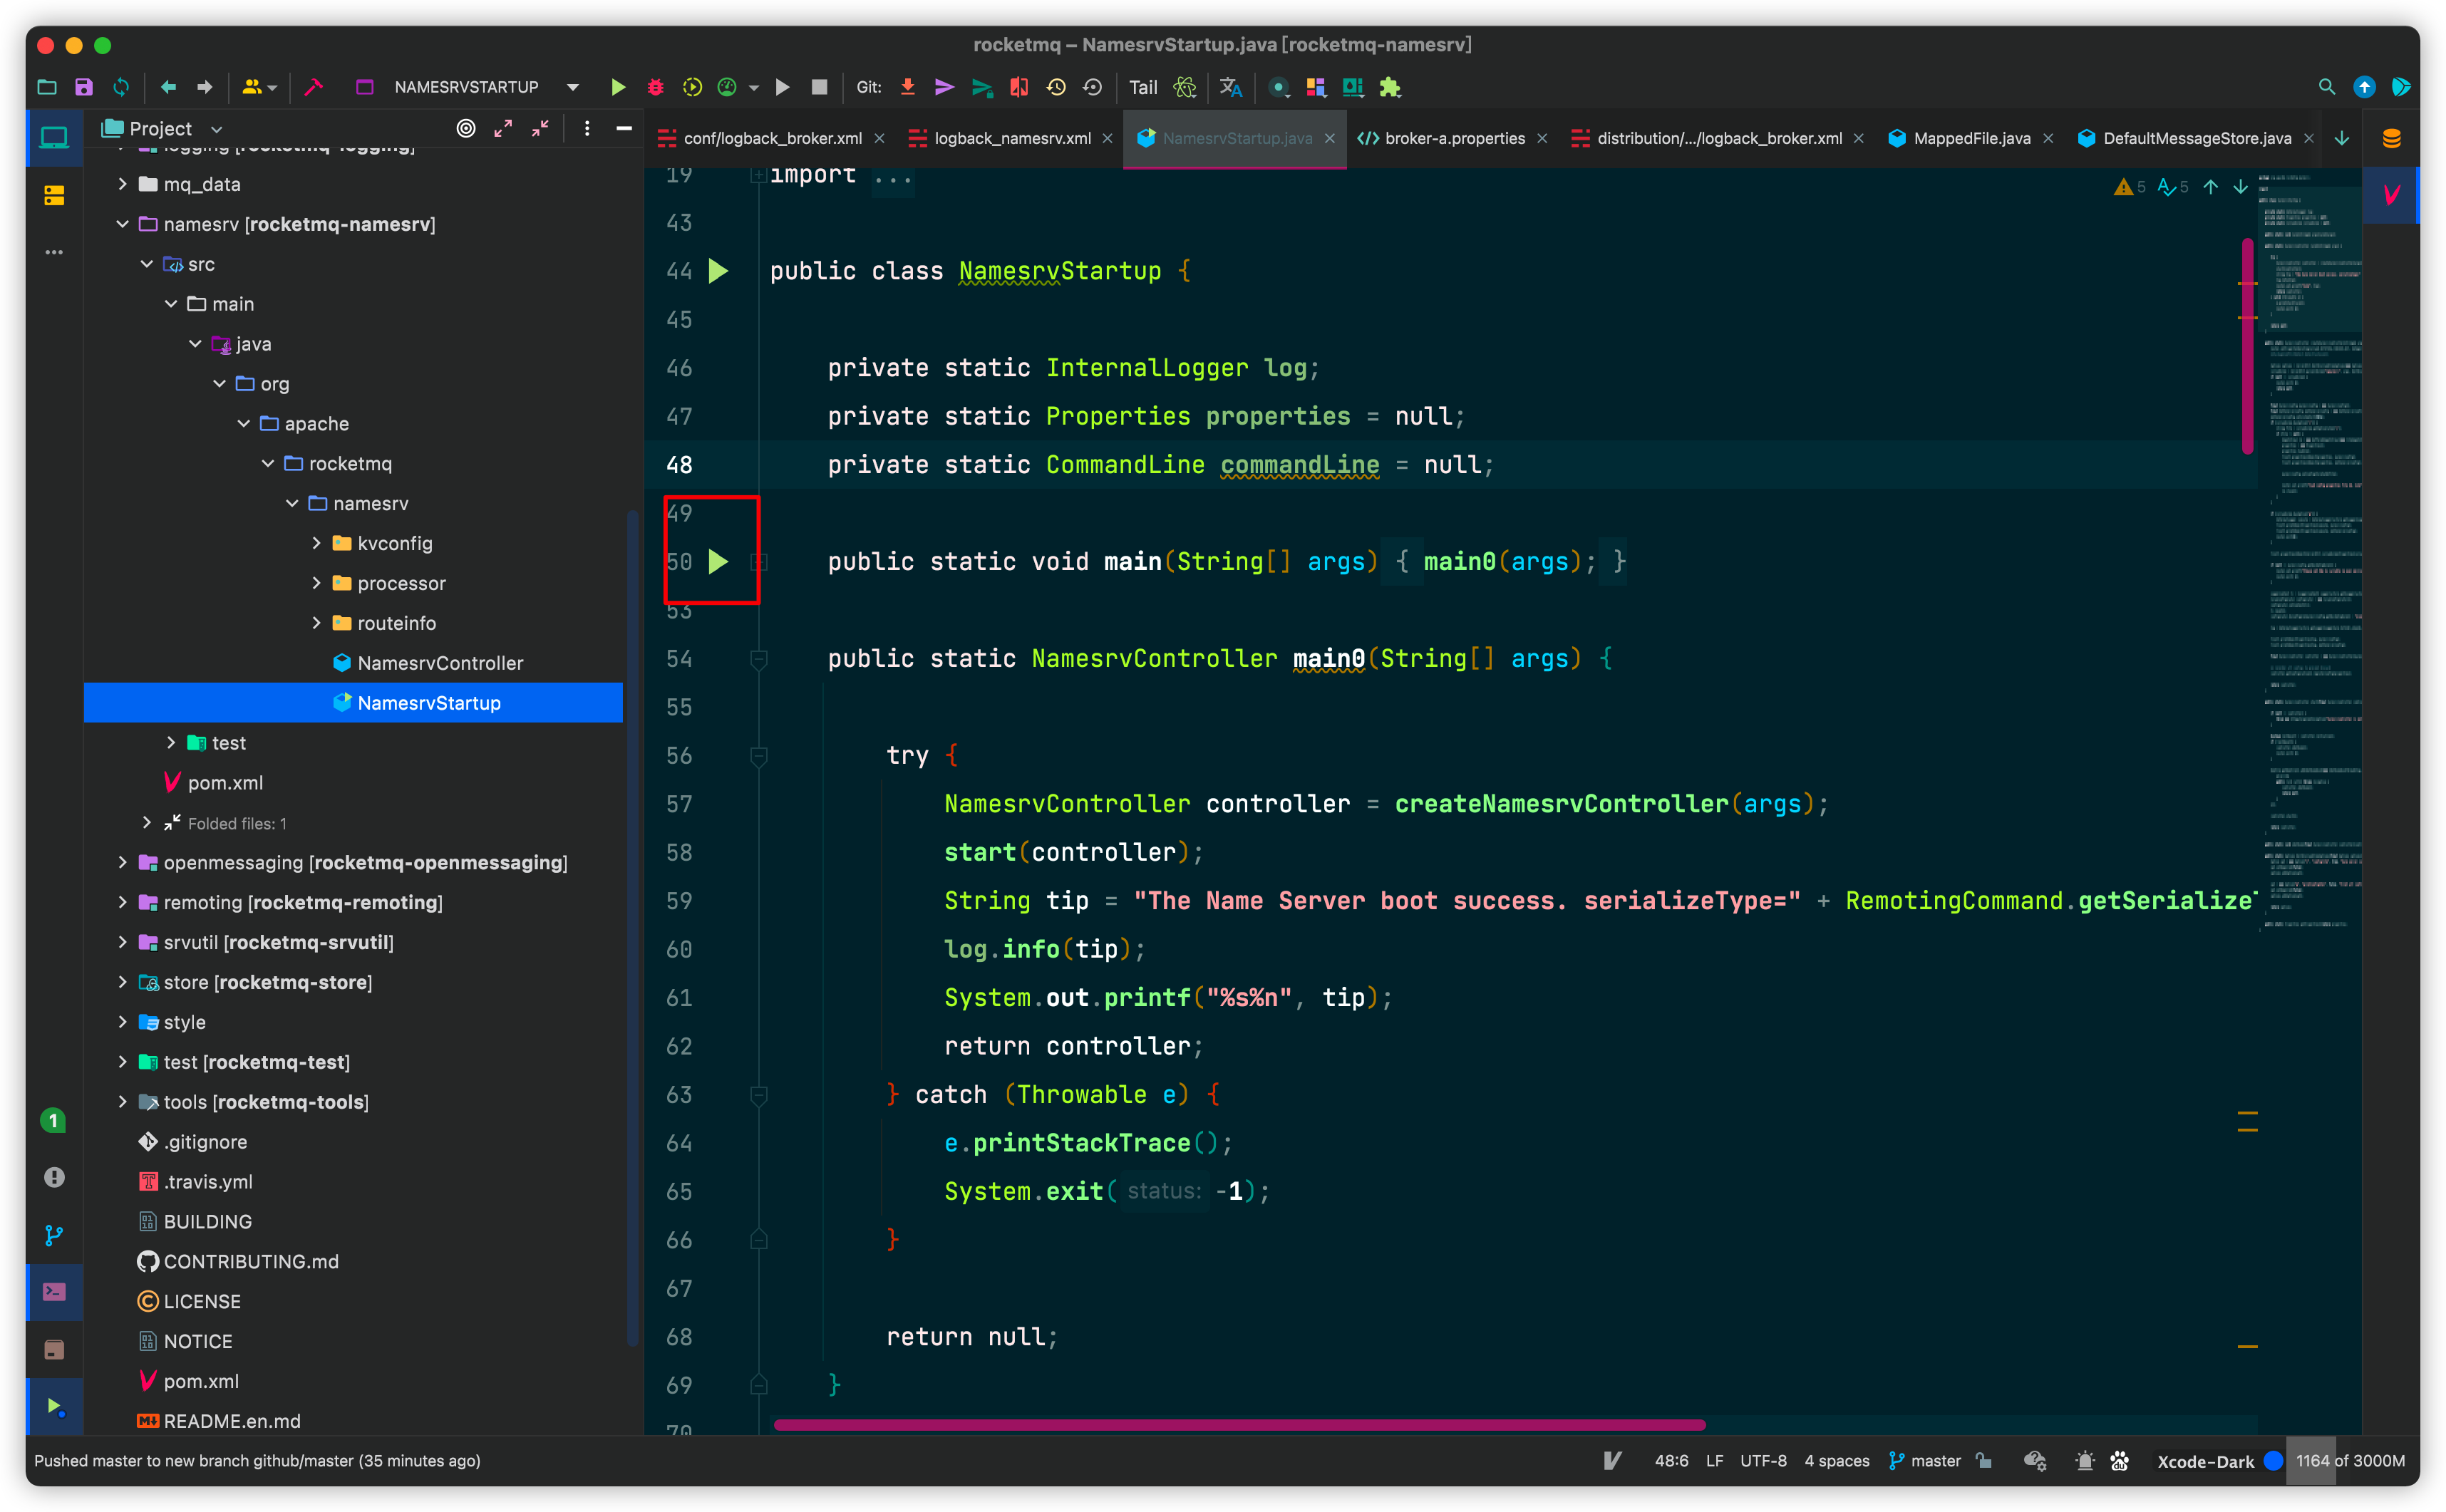 rocketmq – NamesrvStartup.java [rocketmq-namesrv]
NAMESRVSTARTUP
Git:
Tail
Project
conf/logback_broker.xml
logback_namesrv.xml
NamesrvStartup.java
broker-a.properties
distribution/.../logback_broker.xml
MappedFile.java
DefaultMessageStore.java
logging [rocketmq-logging]
mq_data
namesrv [rocketmq-namesrv]
src
main
java
org
apache
rocketmq
namesrv
kvconfig
processor
routeinfo
NamesrvController
NamesrvStartup
test
pom.xml
Folded files: 1
openmessaging [rocketmq-openmessaging]
remoting [rocketmq-remoting]
srvutil [rocketmq-srvutil]
store [rocketmq-store]
style
test [rocketmq-test]
tools [rocketmq-tools]
.gitignore
.travis.yml
BUILDING
CONTRIBUTING.md
LICENSE
NOTICE
pom.xml
README.en.md
1
5 5
19 import ...
43
44 public class NamesrvStartup {
45
46 private static InternalLogger log;
47 private static Properties properties = null;
48 private static CommandLine commandLine = null;
49
50 public static void main(String[] args) { main0(args); }
53
54 public static NamesrvController main0(String[] args) {
55
56 try {
57 NamesrvController controller = createNamesrvController(args);
58 start(controller);
59 String tip = "The Name Server boot success. serializeType=" + RemotingCommand.getSerialize
60 log.info(tip);
61 System.out.printf("%s%n", tip);
62 return controller;
63 } catch (Throwable e) {
64 e.printStackTrace();
65 System.exit( status: -1);
66 }
67
68 return null;
69 }
70
Pushed master to new branch github/master (35 minutes ago)
48:6 LF UTF-8 4 spaces master Xcode-Dark 1164 of 3000M